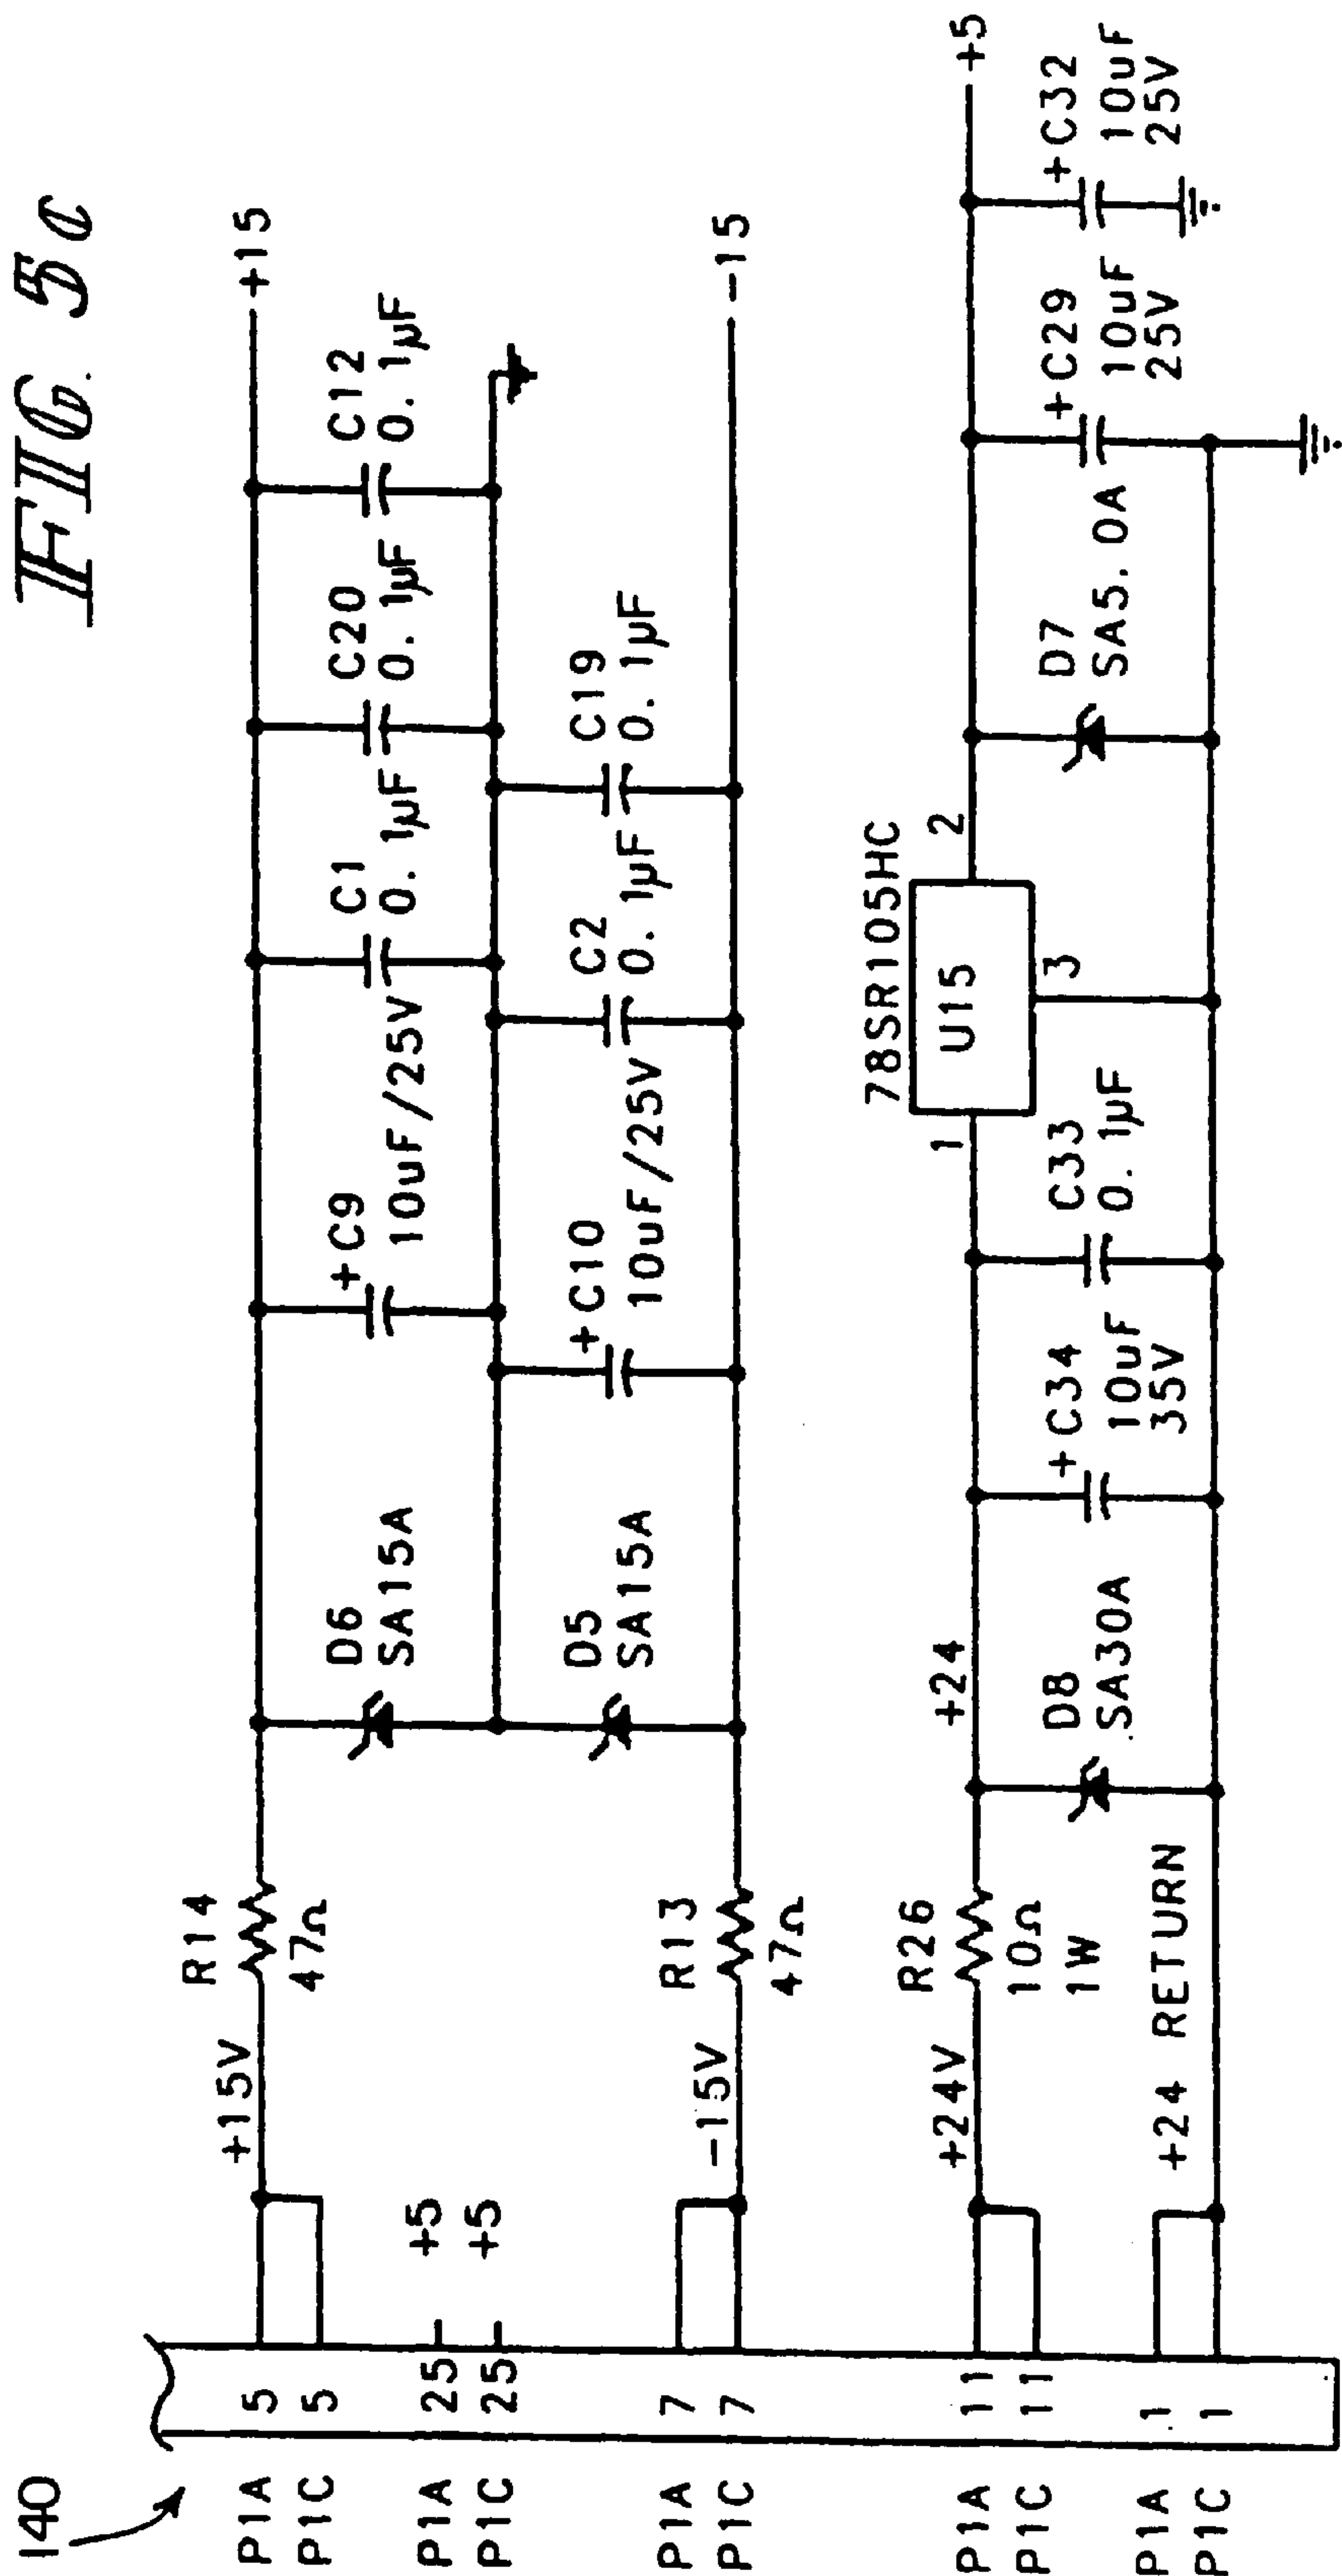 FIG. 5c
140
P1A 5
P1C 5
+15V
R14
47Ω
D6
SA15A
+C9
10uF/25V
C1
0.1μF
C20
0.1μF
C12
0.1μF
+15
P1A 25 +5
P1C 25 +5
P1A 7
P1C 7
-15V
R13
47Ω
D5
SA15A
+C10
10uF/25V
C2
0.1μF
C19
0.1μF
-15
P1A 11
P1C 11
+24V
R26
10Ω
1W
+24
D8
SA30A
+C34
10uF
35V
C33
0.1μF
78SR105HC
1
U15
2
3
D7
SA5.0A
+C29
10uF
25V
+C32
10uF
25V
+5
P1A 1
P1C 1
+24 RETURN